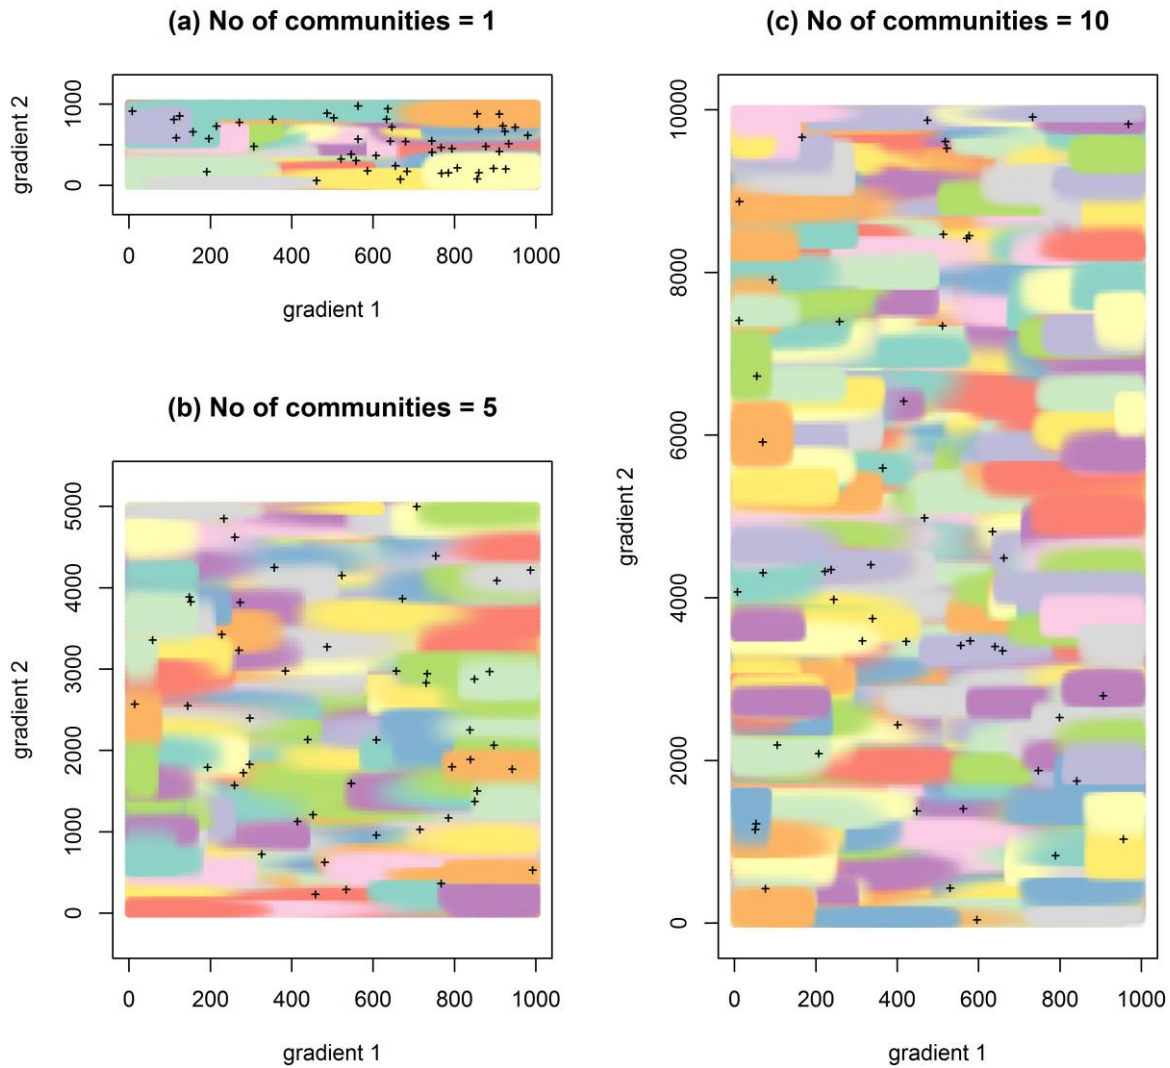 (a) No of communities = 1
gradient 2
0 1000
0 200 400 600 800 1000
gradient 1
(b) No of communities = 5
gradient 2
0 1000 2000 3000 4000 5000
0 200 400 600 800 1000
gradient 1
(c) No of communities = 10
gradient 2
0 2000 4000 6000 8000 10000
0 200 400 600 800 1000
gradient 1